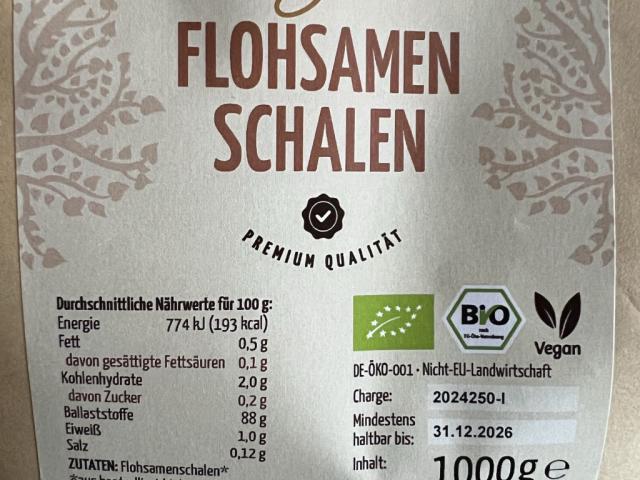 FLOHSAMEN
SCHALEN
PREMIUM QUALITÄT
Durchschnittliche Nährwerte für 100 g:
Energie 774 kJ (193 kcal)
Fett 0,5 g
davon gesättigte Fettsäuren 0,1 g
Kohlenhydrate 2,0 g
davon Zucker 0,2 g
Ballaststoffe 88 g
Eiweiß 1,0 g
Salz 0,12 g
ZUTATEN: Flohsamenschalen*
Bio
nach
Vegan
DE-ÖKO-001 · Nicht-EU-Landwirtschaft
Charge: 2024250-I
Mindestens
haltbar bis: 31.12.2026
Inhalt: 1000g e